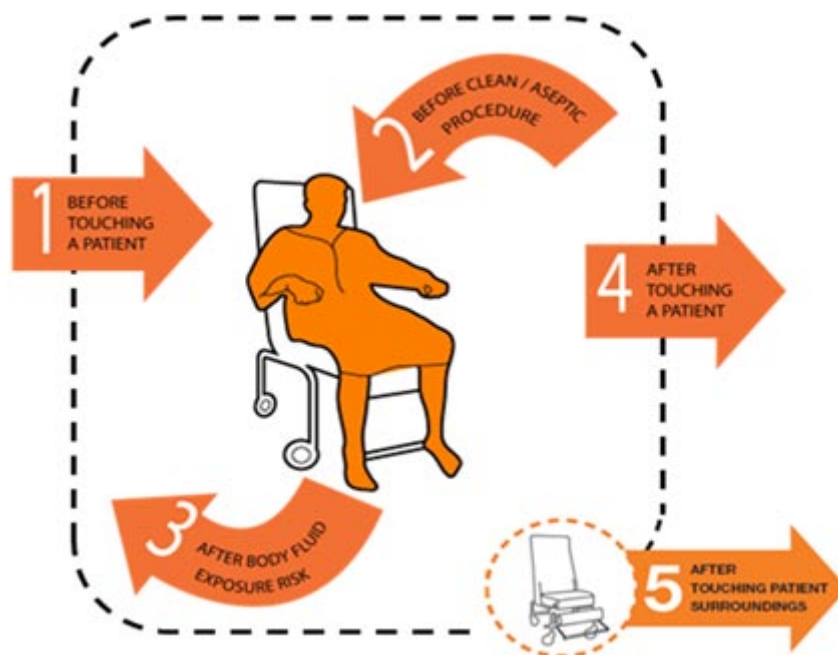 1
BEFORE
TOUCHING
A PATIENT
2
BEFORE CLEAN / ASEPTIC
PROCEDURE
3
AFTER BODY FLUID
EXPOSURE RISK
4
AFTER
TOUCHING
A PATIENT
5
AFTER
TOUCHING PATIENT
SURROUNDINGS